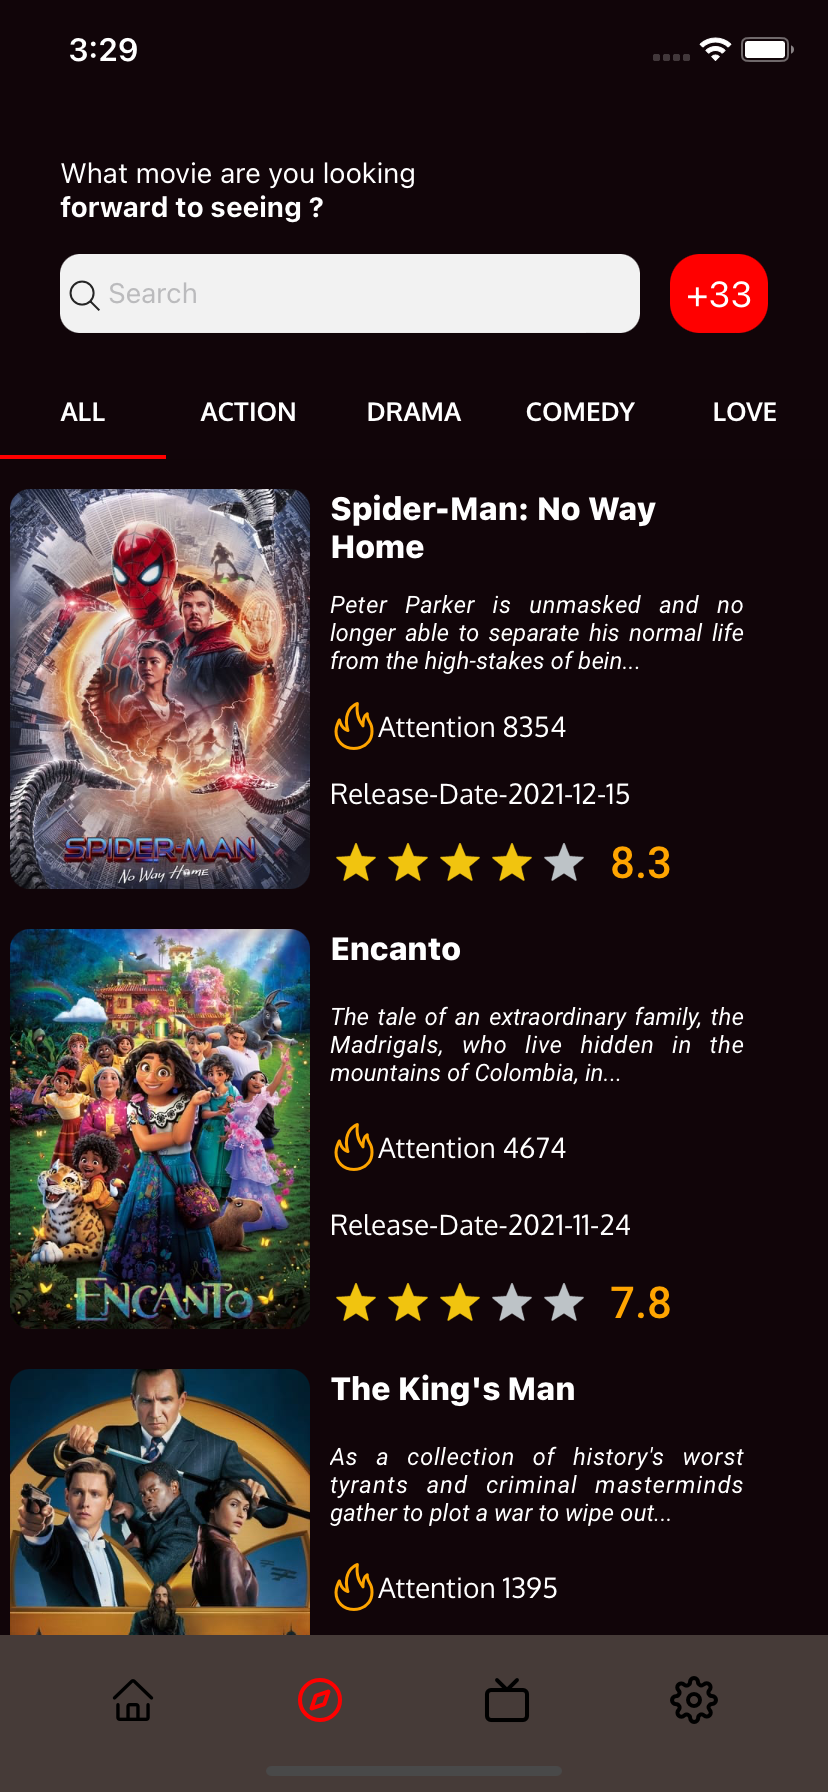 3:29
What movie are you looking
forward to seeing ?
Search
+33
ALL ACTION DRAMA COMEDY LOVE
SPIDER-MAN
No Way Home
Spider-Man: No Way
Home
Peter Parker is unmasked and no
longer able to separate his normal life
from the high-stakes of bein...
Attention 8354
Release-Date-2021-12-15
8.3
ENCANTO
Encanto
The tale of an extraordinary family, the
Madrigals, who live hidden in the
mountains of Colombia, in...
Attention 4674
Release-Date-2021-11-24
7.8
The King's Man
As a collection of history's worst
tyrants and criminal masterminds
gather to plot a war to wipe out...
Attention 1395